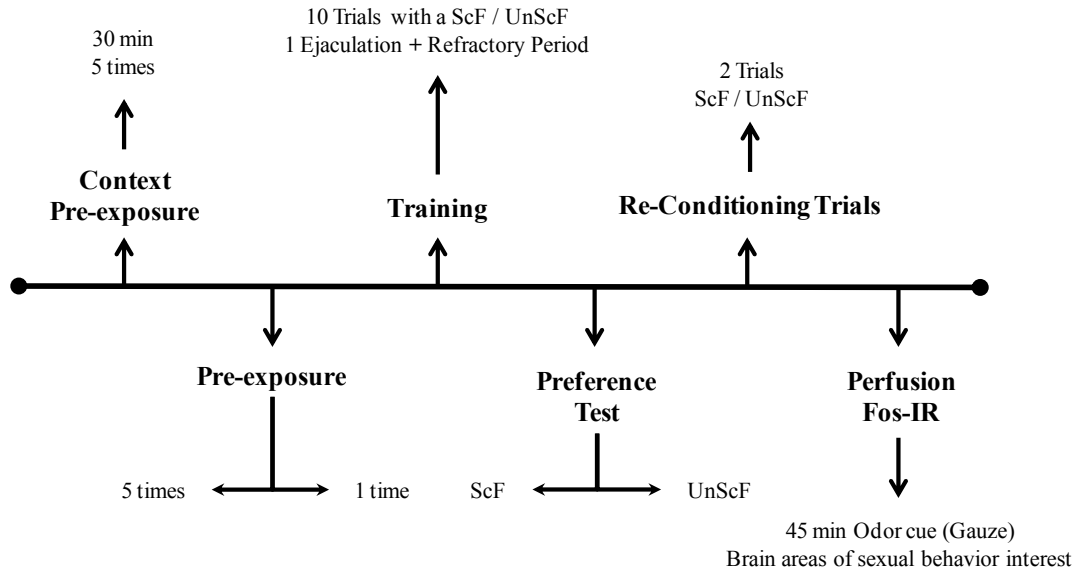 30 min
5 times
Context
Pre-exposure
10 Trials with a ScF / UnScF
1 Ejaculation + Refractory Period
Training
2 Trials
ScF / UnScF
Re-Conditioning Trials
Pre-exposure
5 times
1 time
Preference
Test
ScF
UnScF
Perfusion
Fos-IR
45 min Odor cue (Gauze)
Brain areas of sexual behavior interest